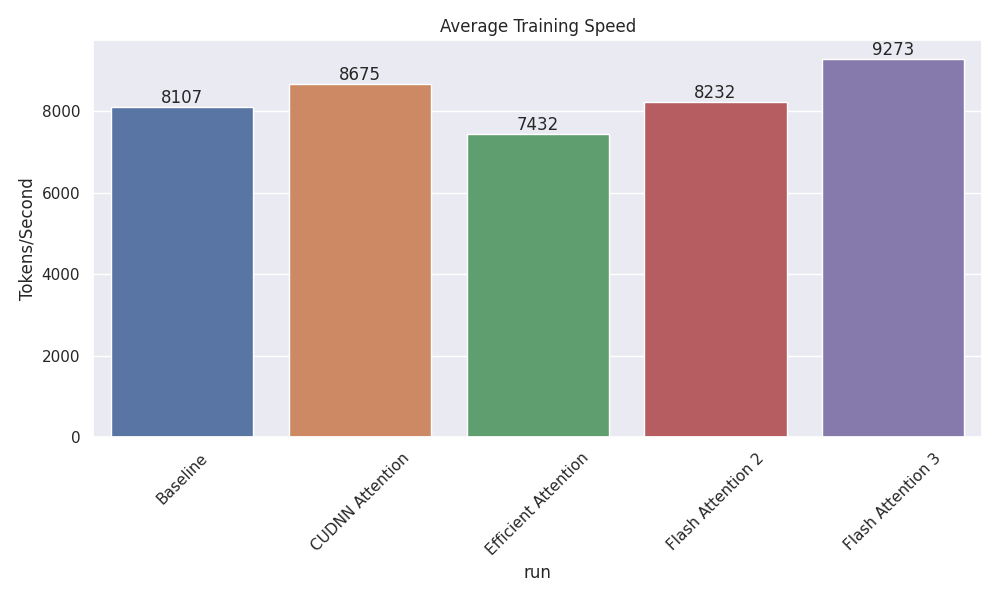 Average Training Speed
Tokens/Second
8000
6000
4000
2000
0
8107
8675
7432
8232
9273
Baseline
CUDNN Attention
Efficient Attention
Flash Attention 2
Flash Attention 3
run